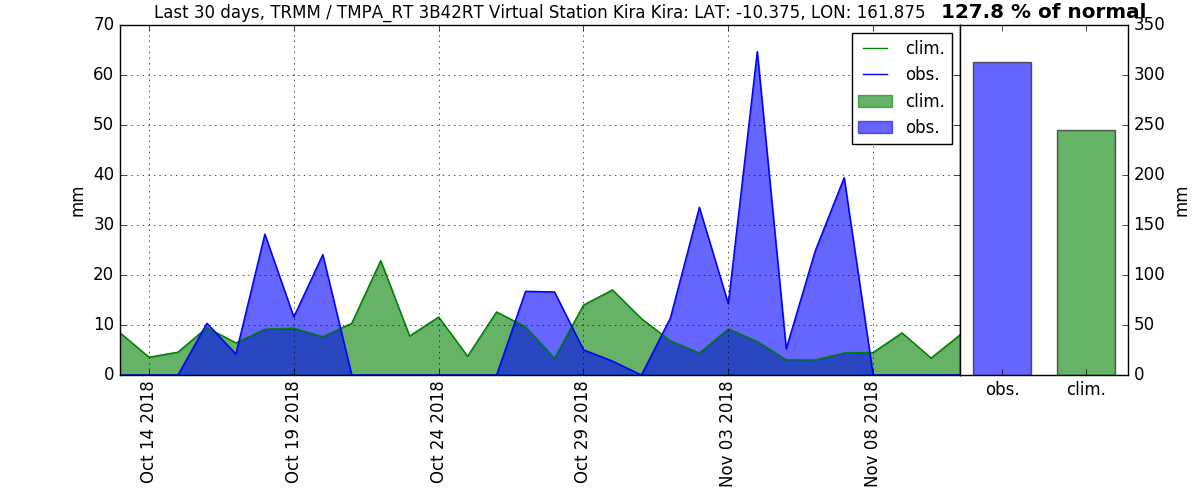 Last 30 days, TRMM / TMPA_RT 3B42RT Virtual Station Kira Kira: LAT: -10.375, LON: 161.875
127.8 % of normal
70
60
50
40
30
20
10
0
mm
clim.
obs.
clim.
obs.
350
300
250
200
150
100
50
0
mm
Oct 14 2018
Oct 19 2018
Oct 24 2018
Oct 29 2018
Nov 03 2018
Nov 08 2018
obs.
clim.